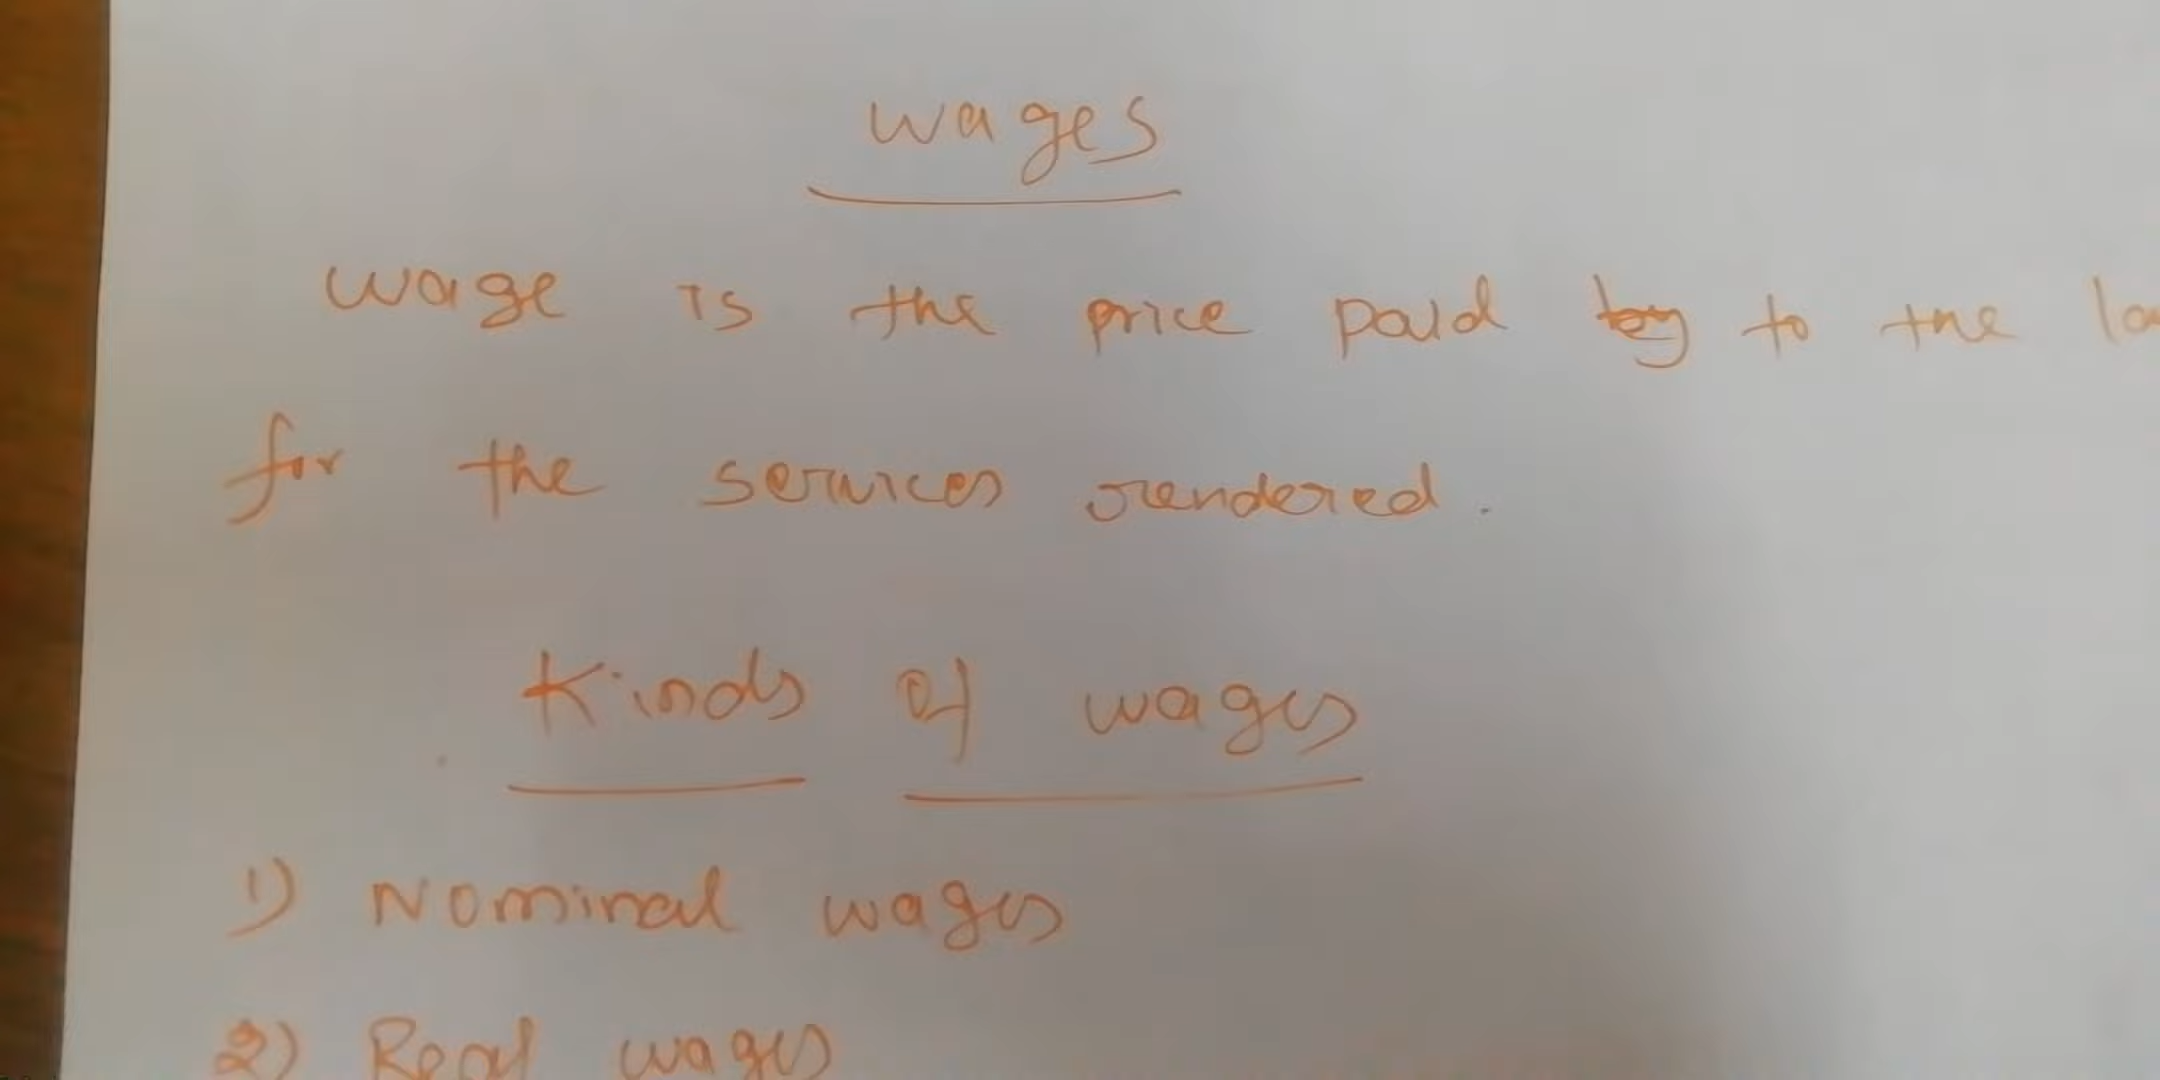 wages
wage is the price paid to the la
for the services rendered.
Kinds of wages
1) Nominal wages
2) Real wages